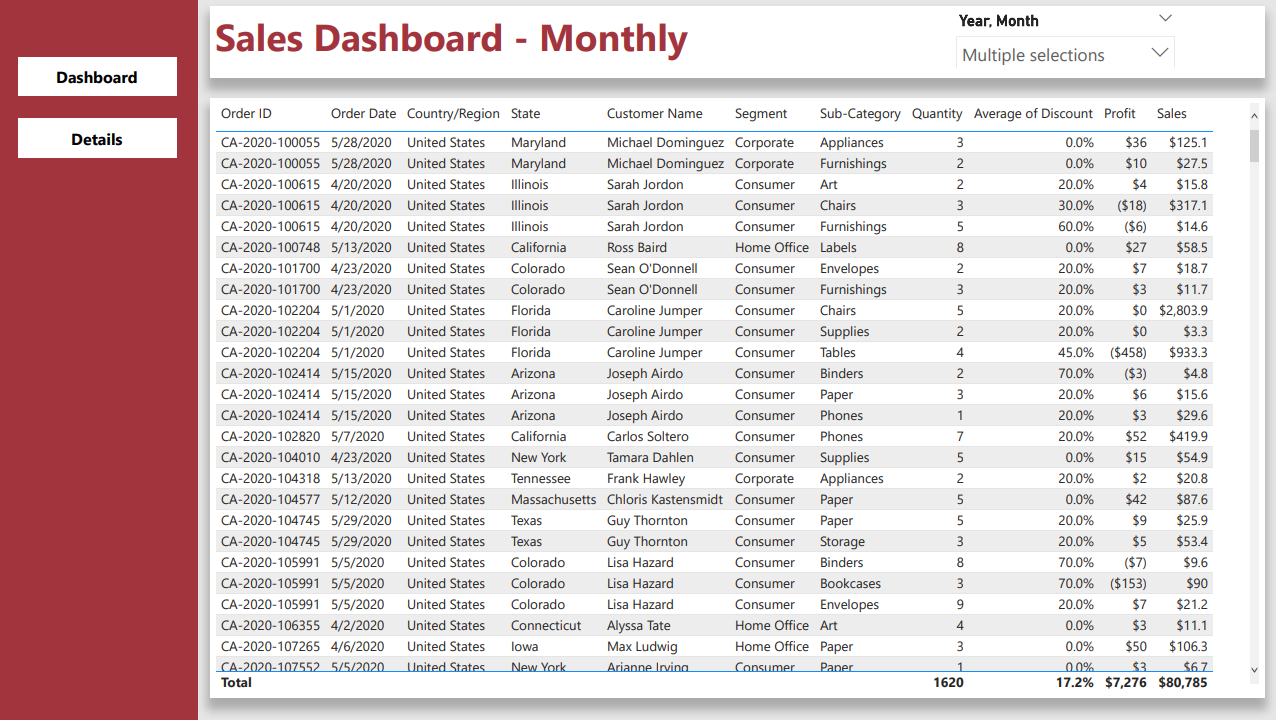 Sales Dashboard - Monthly
Year, Month
Multiple selections
Dashboard
Details
Order ID Order Date Country/Region State Customer Name Segment Sub-Category Quantity Average of Discount Profit Sales
CA-2020-100055 5/28/2020 United States Maryland Michael Dominguez Corporate Appliances 3 0.0% $36 $125.1
CA-2020-100055 5/28/2020 United States Maryland Michael Dominguez Corporate Furnishings 2 0.0% $10 $27.5
CA-2020-100615 4/20/2020 United States Illinois Sarah Jordon Consumer Art 2 20.0% $4 $15.8
CA-2020-100615 4/20/2020 United States Illinois Sarah Jordon Consumer Chairs 3 30.0% ($18) $317.1
CA-2020-100615 4/20/2020 United States Illinois Sarah Jordon Consumer Furnishings 5 60.0% ($6) $14.6
CA-2020-100748 5/13/2020 United States California Ross Baird Home Office Labels 8 0.0% $27 $58.5
CA-2020-101700 4/23/2020 United States Colorado Sean O'Donnell Consumer Envelopes 2 20.0% $7 $18.7
CA-2020-101700 4/23/2020 United States Colorado Sean O'Donnell Consumer Furnishings 3 20.0% $3 $11.7
CA-2020-102204 5/1/2020 United States Florida Caroline Jumper Consumer Chairs 5 20.0% $0 $2,803.9
CA-2020-102204 5/1/2020 United States Florida Caroline Jumper Consumer Supplies 2 20.0% $0 $3.3
CA-2020-102204 5/1/2020 United States Florida Caroline Jumper Consumer Tables 4 45.0% ($458) $933.3
CA-2020-102414 5/15/2020 United States Arizona Joseph Airdo Consumer Binders 2 70.0% ($3) $4.8
CA-2020-102414 5/15/2020 United States Arizona Joseph Airdo Consumer Paper 3 20.0% $6 $15.6
CA-2020-102414 5/15/2020 United States Arizona Joseph Airdo Consumer Phones 1 20.0% $3 $29.6
CA-2020-102820 5/7/2020 United States California Carlos Soltero Consumer Phones 7 20.0% $52 $419.9
CA-2020-104010 4/23/2020 United States New York Tamara Dahlen Consumer Supplies 5 0.0% $15 $54.9
CA-2020-104318 5/13/2020 United States Tennessee Frank Hawley Corporate Appliances 2 20.0% $2 $20.8
CA-2020-104577 5/12/2020 United States Massachusetts Chloris Kastensmidt Consumer Paper 5 0.0% $42 $87.6
CA-2020-104745 5/29/2020 United States Texas Guy Thornton Consumer Paper 5 20.0% $9 $25.9
CA-2020-104745 5/29/2020 United States Texas Guy Thornton Consumer Storage 3 20.0% $5 $53.4
CA-2020-105991 5/5/2020 United States Colorado Lisa Hazard Consumer Binders 8 70.0% ($7) $9.6
CA-2020-105991 5/5/2020 United States Colorado Lisa Hazard Consumer Bookcases 3 70.0% ($153) $90
CA-2020-105991 5/5/2020 United States Colorado Lisa Hazard Consumer Envelopes 9 20.0% $7 $21.2
CA-2020-106355 4/2/2020 United States Connecticut Alyssa Tate Home Office Art 4 0.0% $3 $11.1
CA-2020-107265 4/6/2020 United States Iowa Max Ludwig Home Office Paper 3 0.0% $50 $106.3
CA-2020-107552 5/5/2020 United States New York Arianne Irving Consumer Paper 1 0.0% $3 $6.7
Total 1620 17.2% $7,276 $80,785